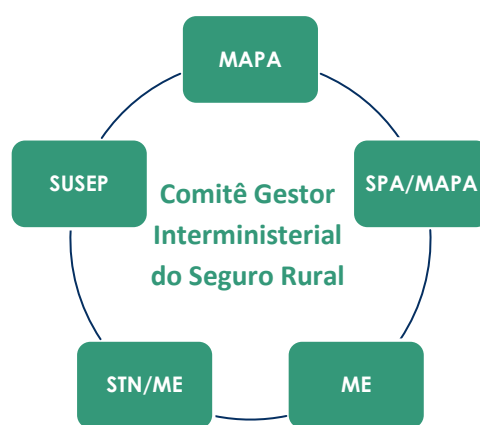 MAPA
SUSEP
SPA/MAPA
Comitê Gestor
Interministerial
do Seguro Rural
STN/ME
ME